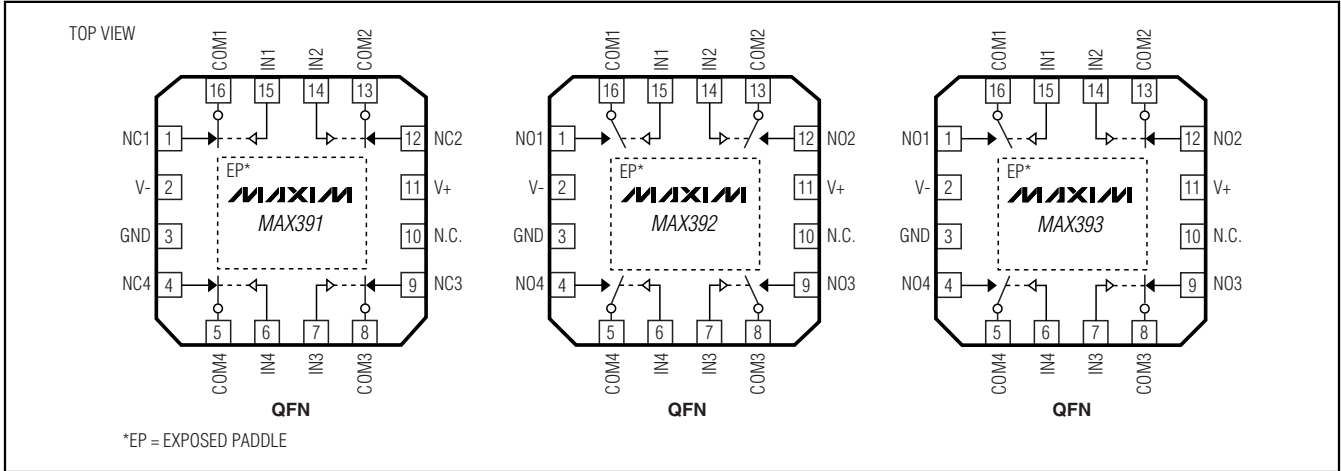 TOP VIEW
COM1
IN1
IN2
COM2
16 15 14 13
NC1 1 12 NC2
V- 2 11 V+
GND 3 10 N.C.
NC4 4 9 NC3
EP*
MAXIM
MAX391
5 6 7 8
COM4
IN4
IN3
COM3
QFN
COM1
IN1
IN2
COM2
16 15 14 13
NO1 1 12 NO2
V- 2 11 V+
GND 3 10 N.C.
NO4 4 9 NO3
EP*
MAXIM
MAX392
5 6 7 8
COM4
IN4
IN3
COM3
QFN
COM1
IN1
IN2
COM2
16 15 14 13
NO1 1 12 NO2
V- 2 11 V+
GND 3 10 N.C.
NO4 4 9 NO3
EP*
MAXIM
MAX393
5 6 7 8
COM4
IN4
IN3
COM3
QFN
*EP = EXPOSED PADDLE